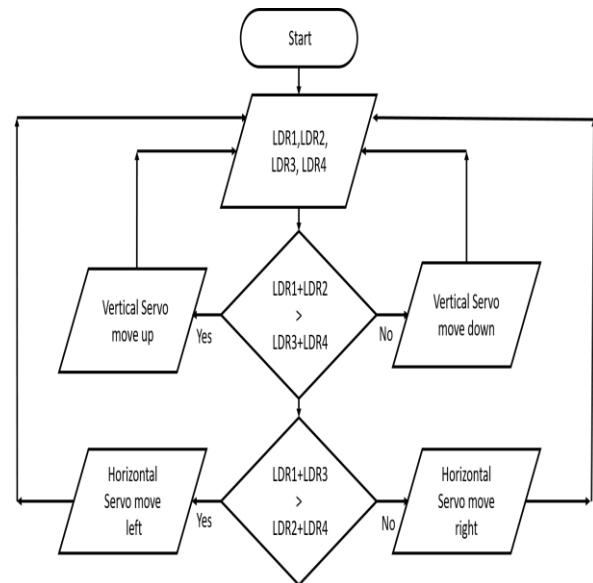 Start
LDR1,LDR2,
LDR3, LDR4
LDR1+LDR2
>
LDR3+LDR4
Vertical Servo
move up
Yes
No
Vertical Servo
move down
LDR1+LDR3
>
LDR2+LDR4
Horizontal
Servo move
left
Yes
No
Horizontal
Servo move
right